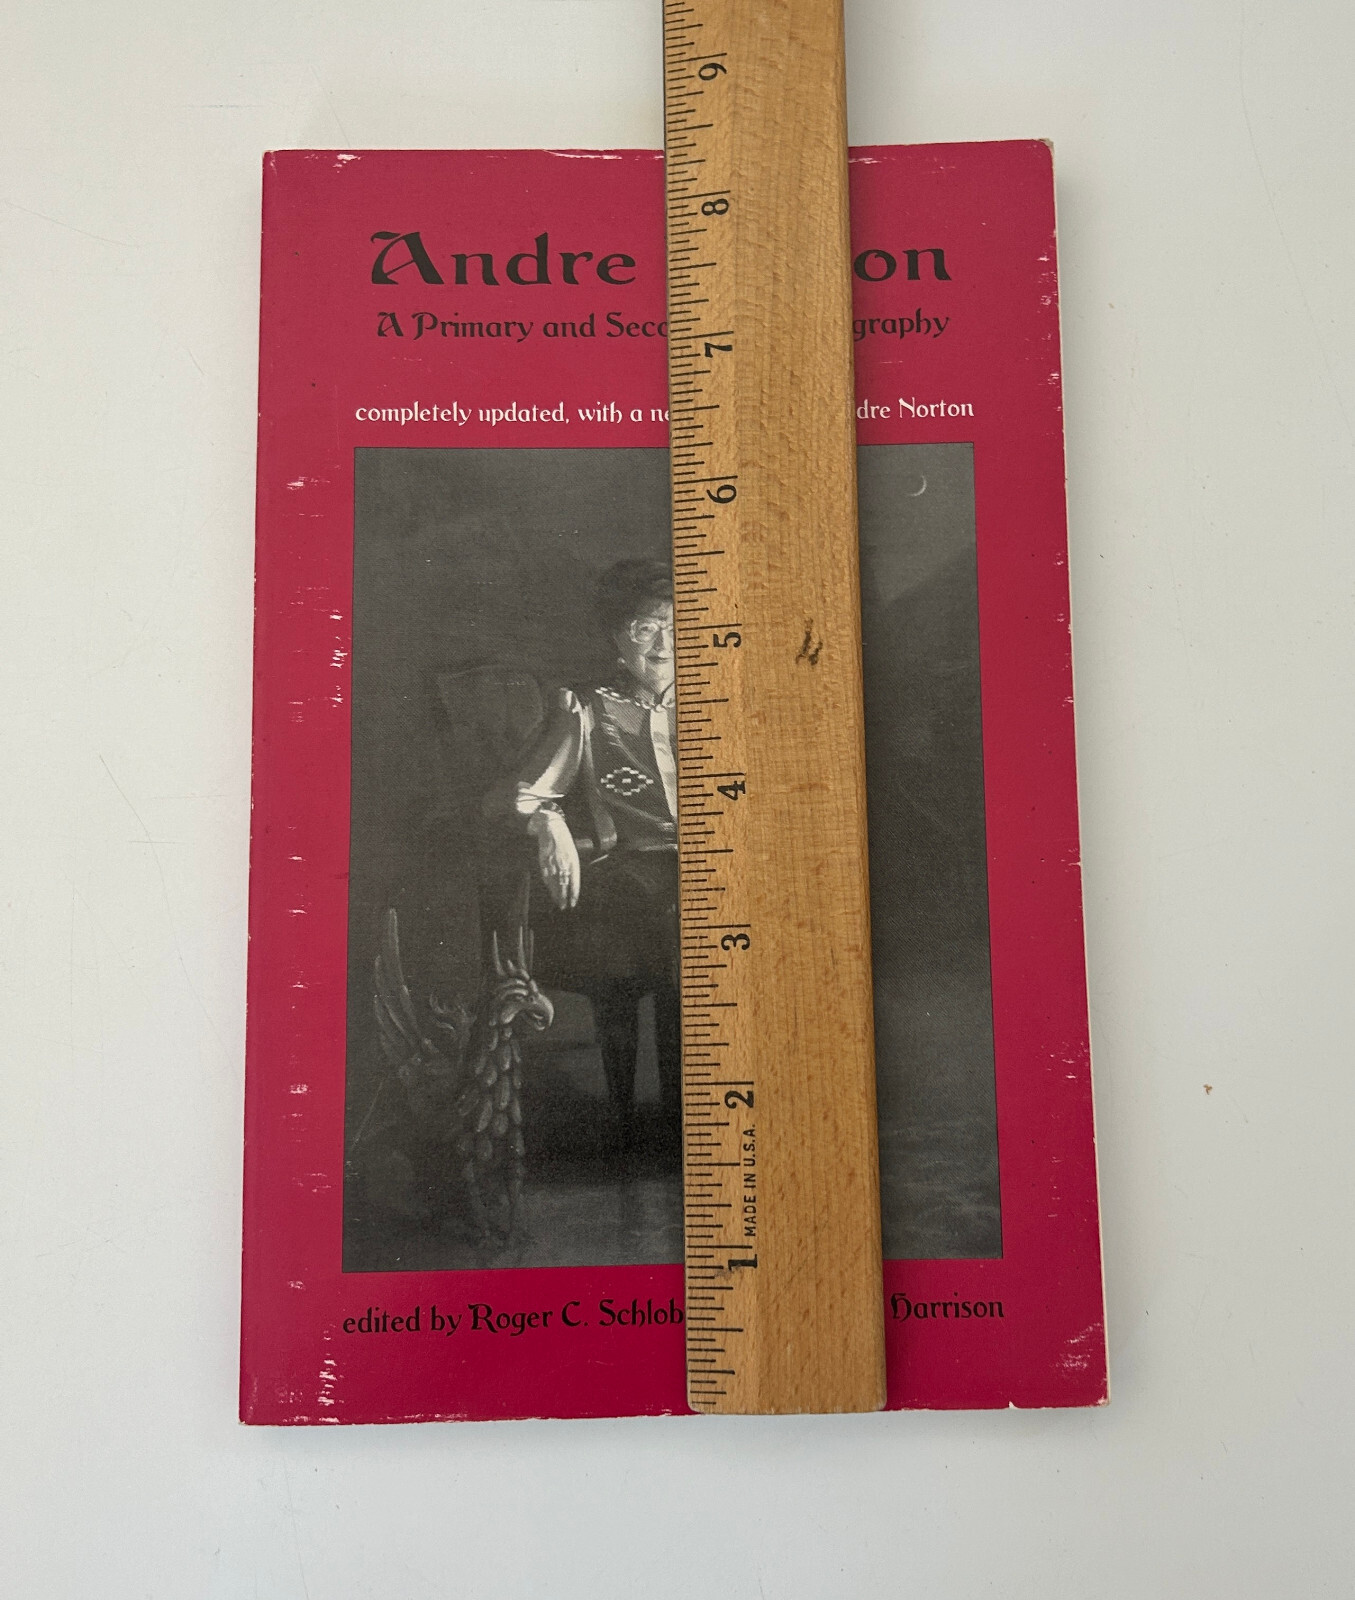 Andre on
A Primary and Seco graphy
completely updated, with a ne dre Norton
edited by Roger C. Schlob Harrison
9
8
7
6
5
4
3
2
MADE IN U.S.A.
1